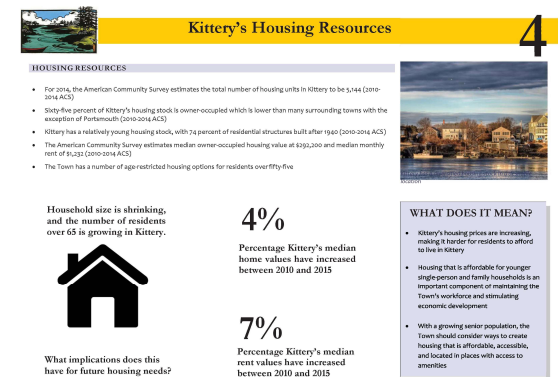 Kittery's Housing Resources
4
HOUSING RESOURCES
• For 2014, the American Community Survey estimates the total number of housing units in Kittery to be 5,144 (2010-
2014 ACS)
• Sixty-five percent of Kittery's housing stock is owner-occupied which is lower than many surrounding towns with the
exception of Portsmouth (2010-2014 ACS)
• Kittery has a relatively young housing stock, with 74 percent of residential structures built after 1940 (2010-2014 ACS)
• The American Community Survey estimates median owner-occupied housing value at $292,200 and median monthly
rent of $1,232 (2010-2014 ACS)
• The Town has a number of age-restricted housing options for residents over fifty-five
location
Household size is shrinking,
and the number of residents
over 65 is growing in Kittery.
What implications does this
have for future housing needs?
4%
Percentage Kittery's median
home values have increased
between 2010 and 2015
7%
Percentage Kittery's median
rent values have increased
between 2010 and 2015
WHAT DOES IT MEAN?
• Kittery's housing prices are increasing,
making it harder for residents to afford
to live in Kittery
• Housing that is affordable for younger
single-person and family households is an
important component of maintaining the
Town's workforce and stimulating
economic development
• With a growing senior population, the
Town should consider ways to create
housing that is affordable, accessible,
and located in places with access to
amenities